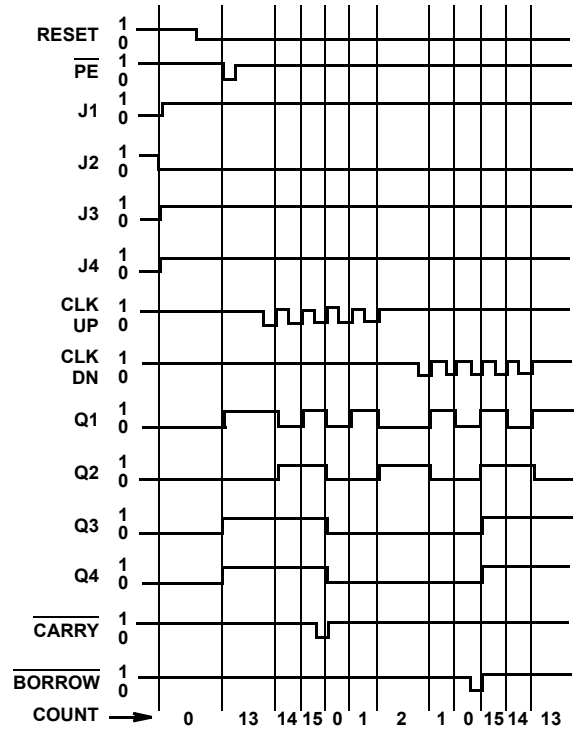 RESET 1 0
PE 1 0
J1 1 0
J2 1 0
J3 1 0
J4 1 0
CLK UP 1 0
CLK DN 1 0
Q1 1 0
Q2 1 0
Q3 1 0
Q4 1 0
CARRY 1 0
BORROW 1 0
COUNT 0 13 14 15 0 1 2 1 0 15 14 13